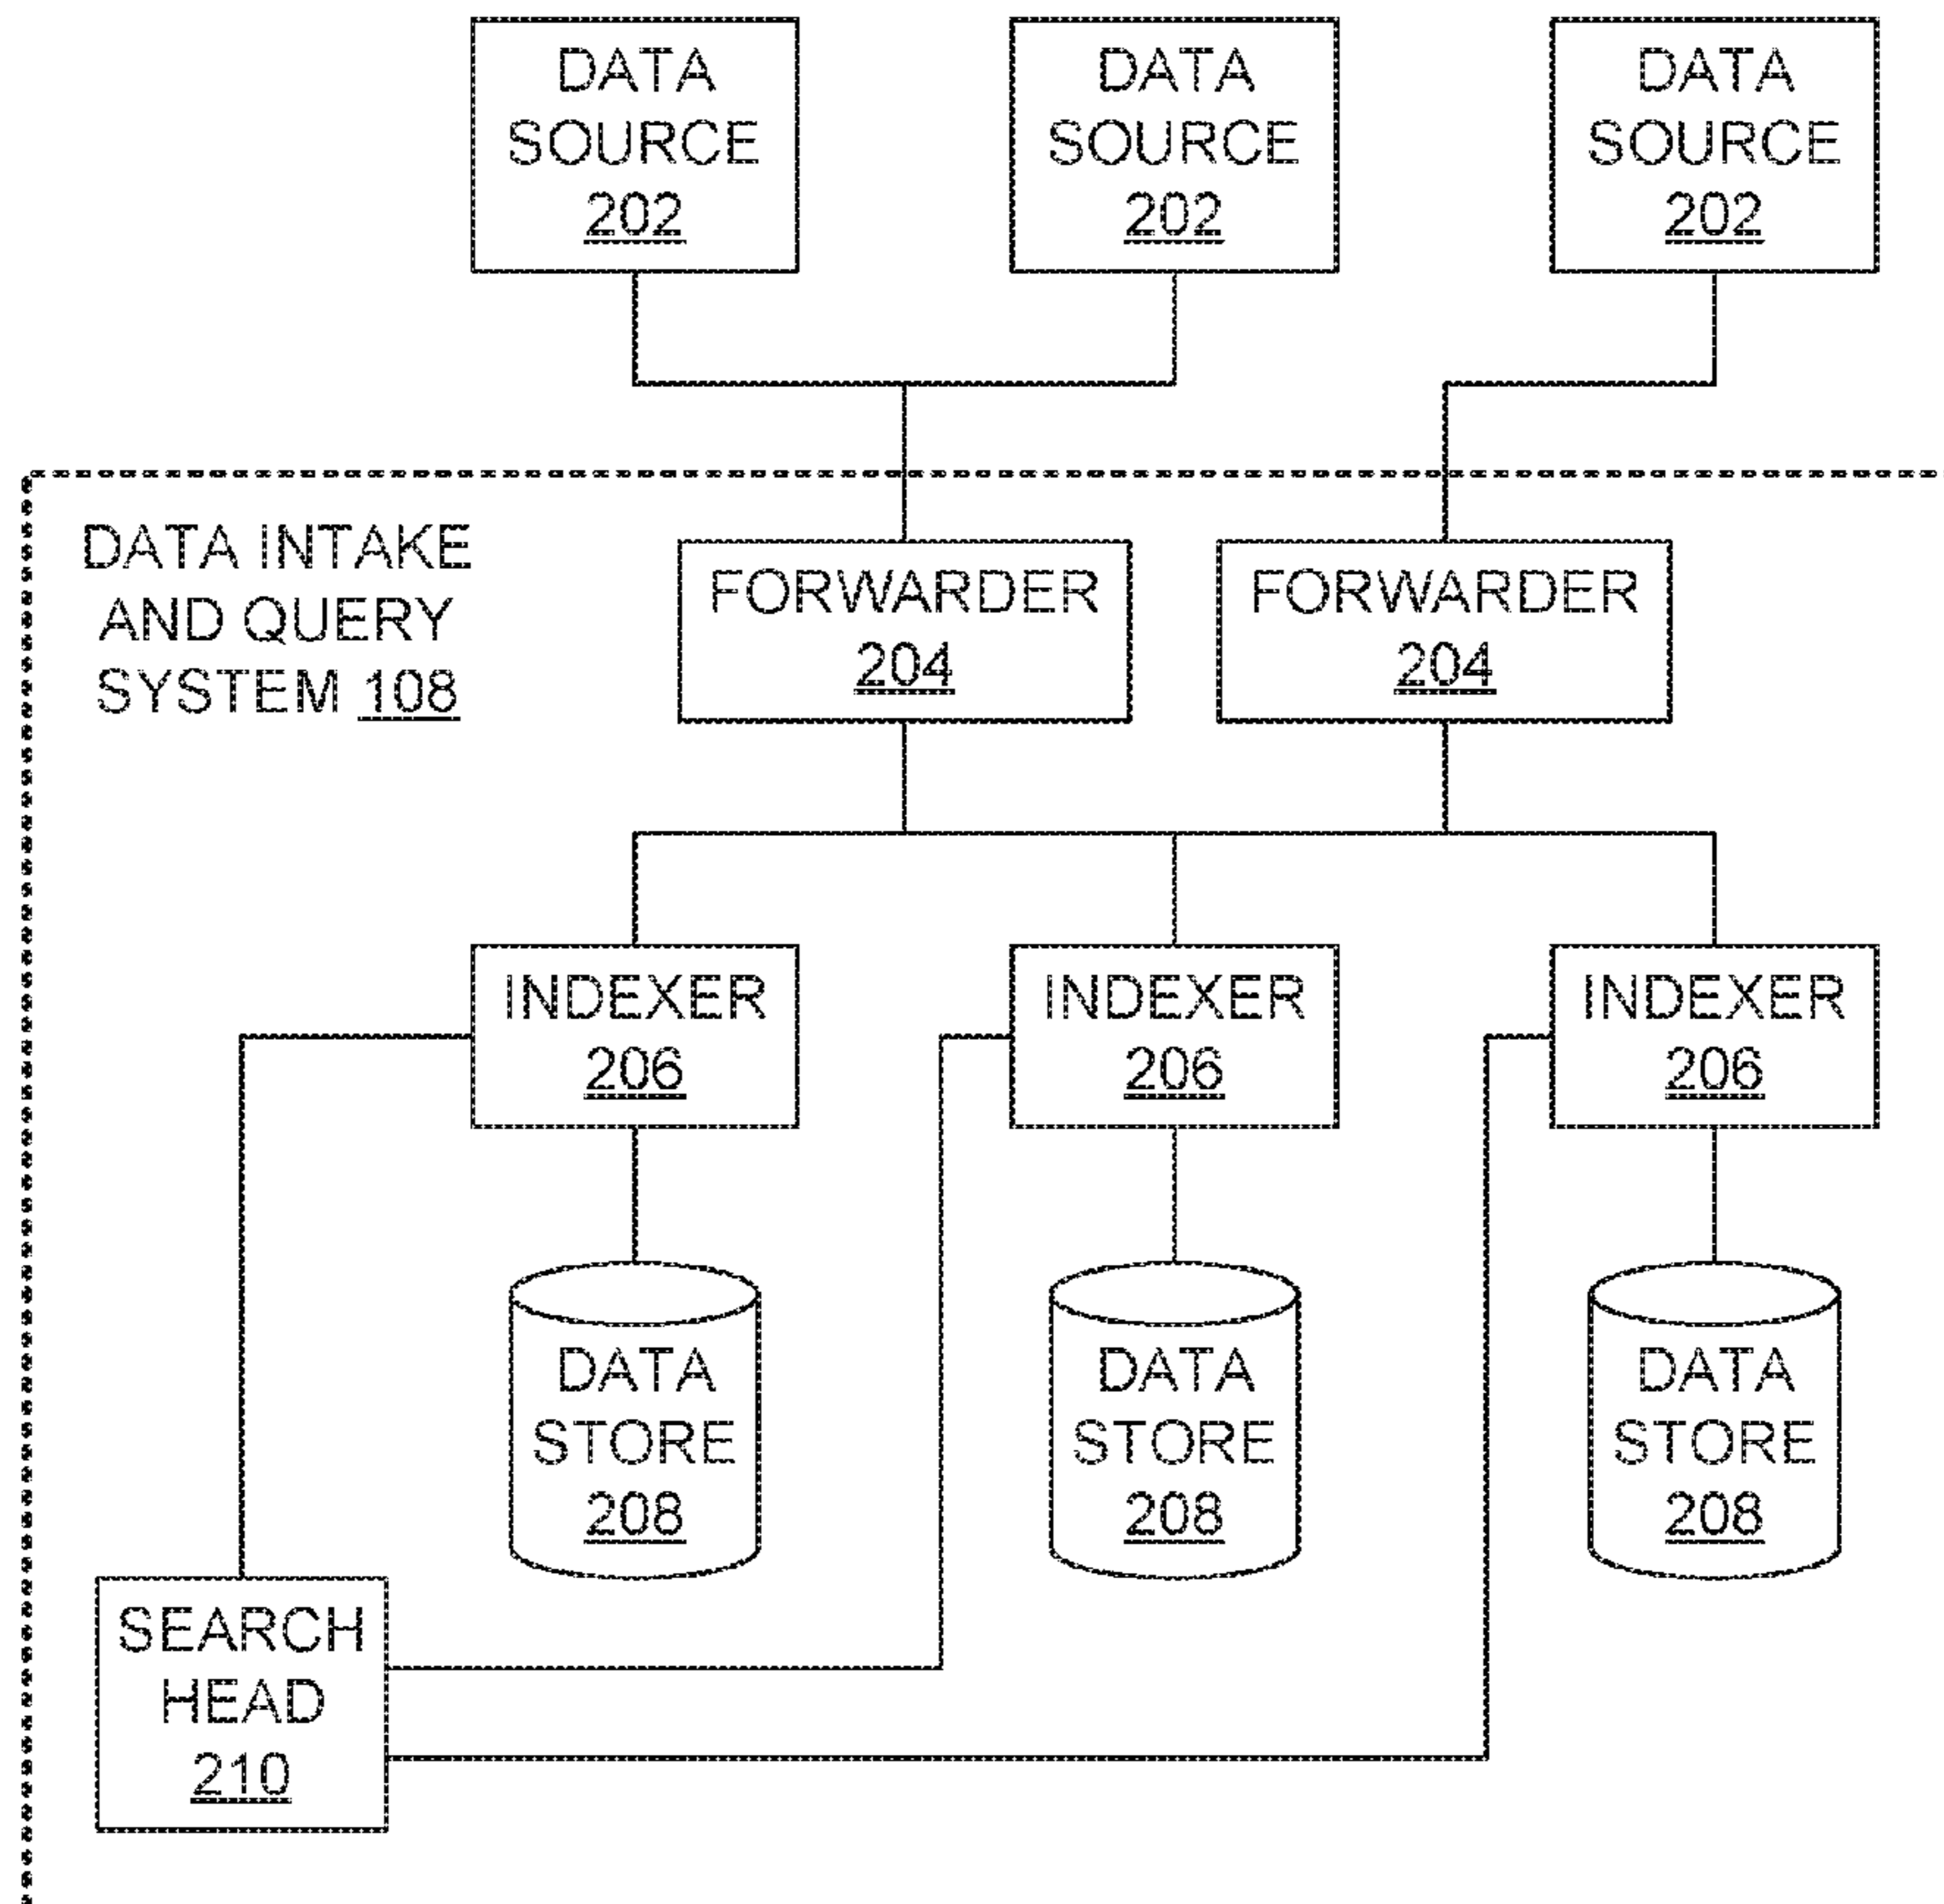 DATA
SOURCE
202
DATA
SOURCE
202
DATA
SOURCE
202
DATA INTAKE
AND QUERY
SYSTEM 108
FORWARDER
204
FORWARDER
204
INDEXER
206
INDEXER
206
INDEXER
206
DATA
STORE
208
DATA
STORE
208
DATA
STORE
208
SEARCH
HEAD
210